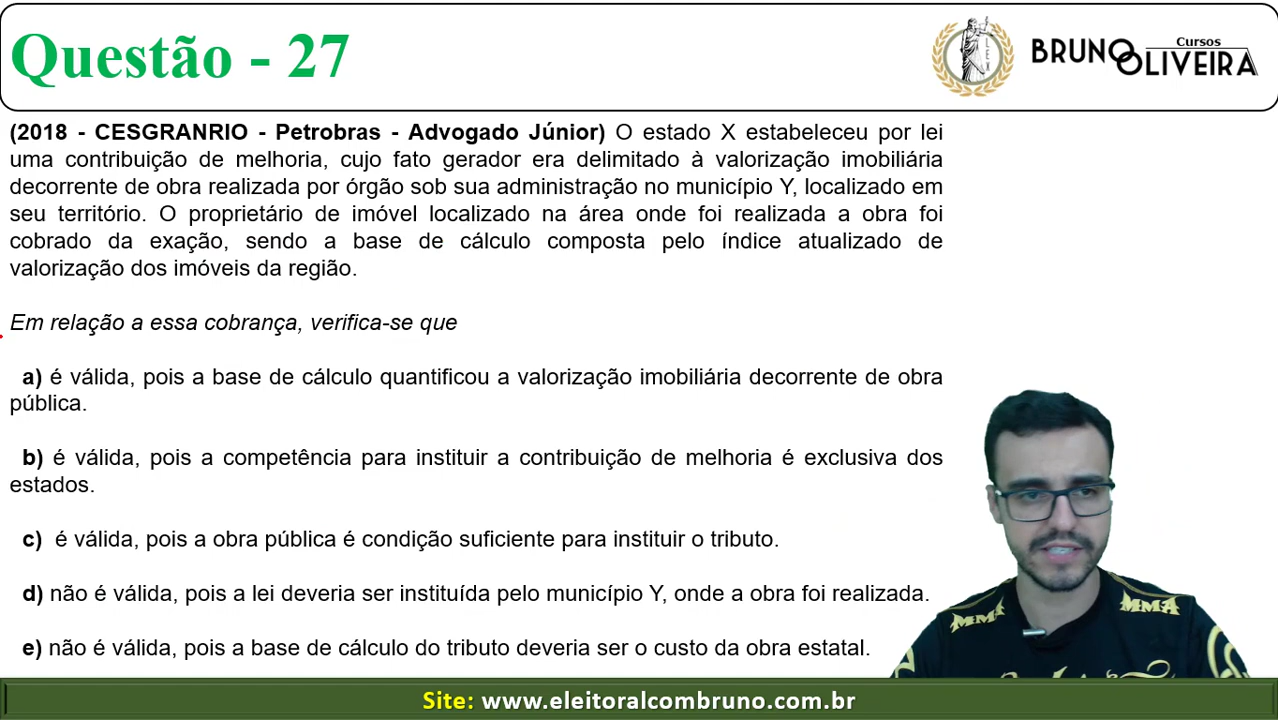 Questão - 27
Cursos
BRUNO
OLIVEIRA
LEX
(2018 - CESGRANRIO - Petrobras - Advogado Júnior) O estado X estabeleceu por lei
uma contribuição de melhoria, cujo fato gerador era delimitado à valorização imobiliária
decorrente de obra realizada por órgão sob sua administração no município Y, localizado em
seu território. O proprietário de imóvel localizado na área onde foi realizada a obra foi
cobrado da exação, sendo a base de cálculo composta pelo índice atualizado de
valorização dos imóveis da região.
Em relação a essa cobrança, verifica-se que
a) é válida, pois a base de cálculo quantificou a valorização imobiliária decorrente de obra
pública.
b) é válida, pois a competência para instituir a contribuição de melhoria é exclusiva dos
estados.
c) é válida, pois a obra pública é condição suficiente para instituir o tributo.
d) não é válida, pois a lei deveria ser instituída pelo município Y, onde a obra foi realizada.
e) não é válida, pois a base de cálculo do tributo deveria ser o custo da obra estatal.
MMA
MMA
Site: www.eleitoralcombruno.com.br